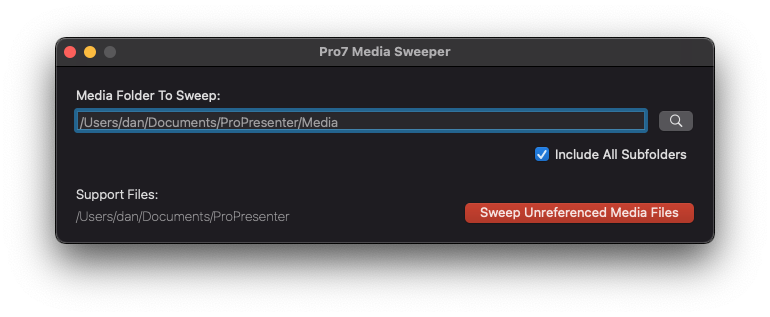 Pro7 Media Sweeper
Media Folder To Sweep:
/Users/dan/Documents/ProPresenter/Media
Include All Subfolders
Support Files:
/Users/dan/Documents/ProPresenter
Sweep Unreferenced Media Files